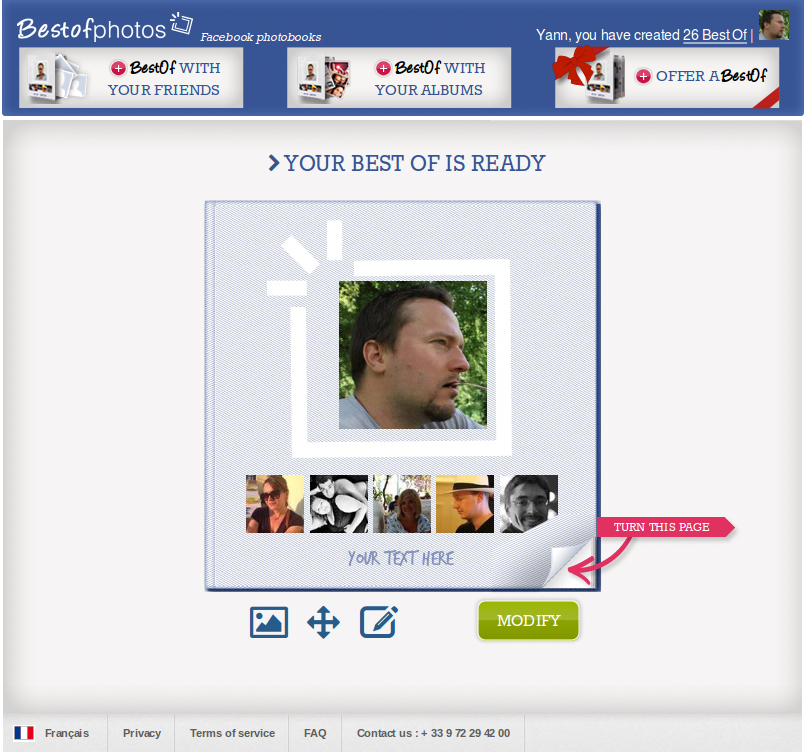 Bestofphotos Facebook photobooks
Yann, you have created 26 Best Of |
BestOf WITH
YOUR FRIENDS
BestOf WITH
YOUR ALBUMS
OFFER A BestOf
YOUR BEST OF IS READY
TURN THIS PAGE
YOUR TEXT HERE
MODIFY
Français
Privacy
Terms of service
FAQ
Contact us : + 33 9 72 29 42 00